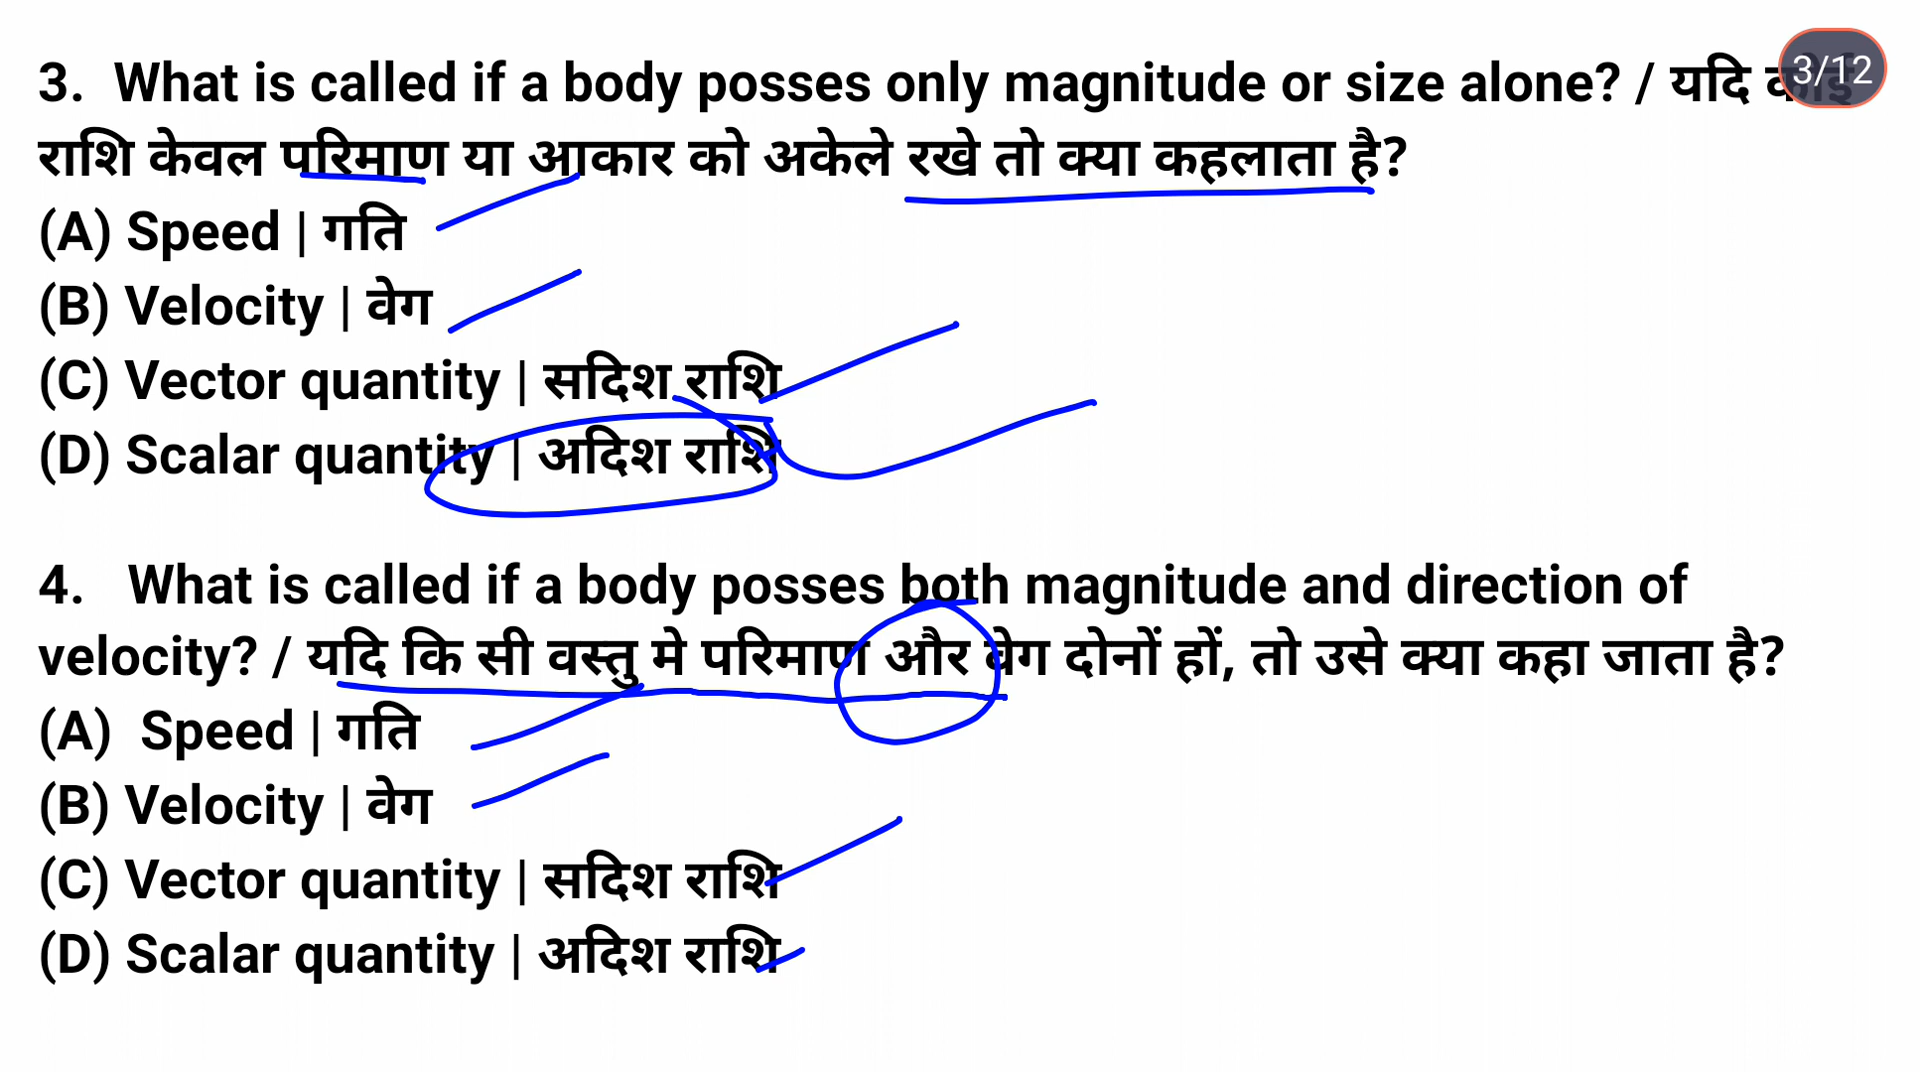 3. What is called if a body posses only magnitude or size alone? / यदि
3/12
राशि केवल परिमाण या आकार को अकेले रखे तो क्या कहलाता है?
(A) Speed | गति
(B) Velocity | वेग
(C) Vector quantity | सदिश राशि
(D) Scalar quantity | अदिश राशि
4. What is called if a body posses both magnitude and direction of
velocity? / यदि कि सी वस्तु मे परिमाण और वेग दोनों हों, तो उसे क्या कहा जाता है?
(A) Speed | गति
(B) Velocity | वेग
(C) Vector quantity | सदिश राशि
(D) Scalar quantity | अदिश राशि